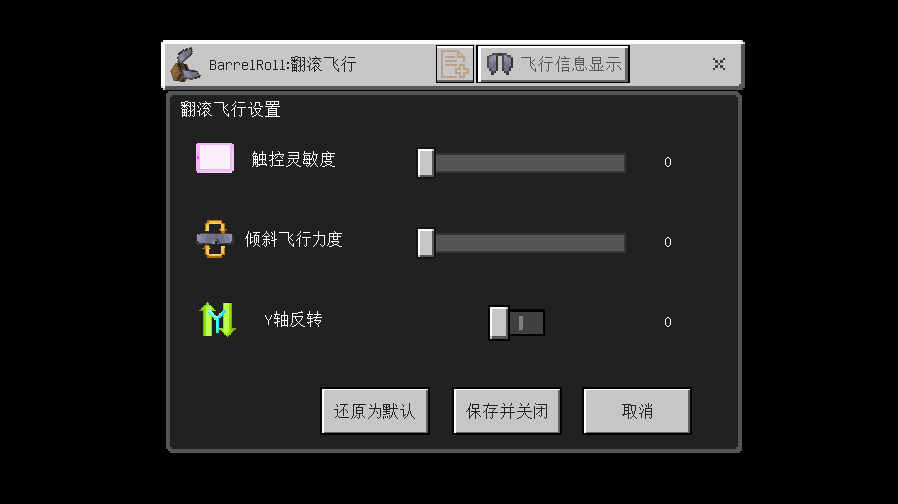 BarrelRoll:翻滚飞行
飞行信息显示
翻滚飞行设置
触控灵敏度
0
倾斜飞行力度
0
Y轴反转
0
还原为默认
保存并关闭
取消